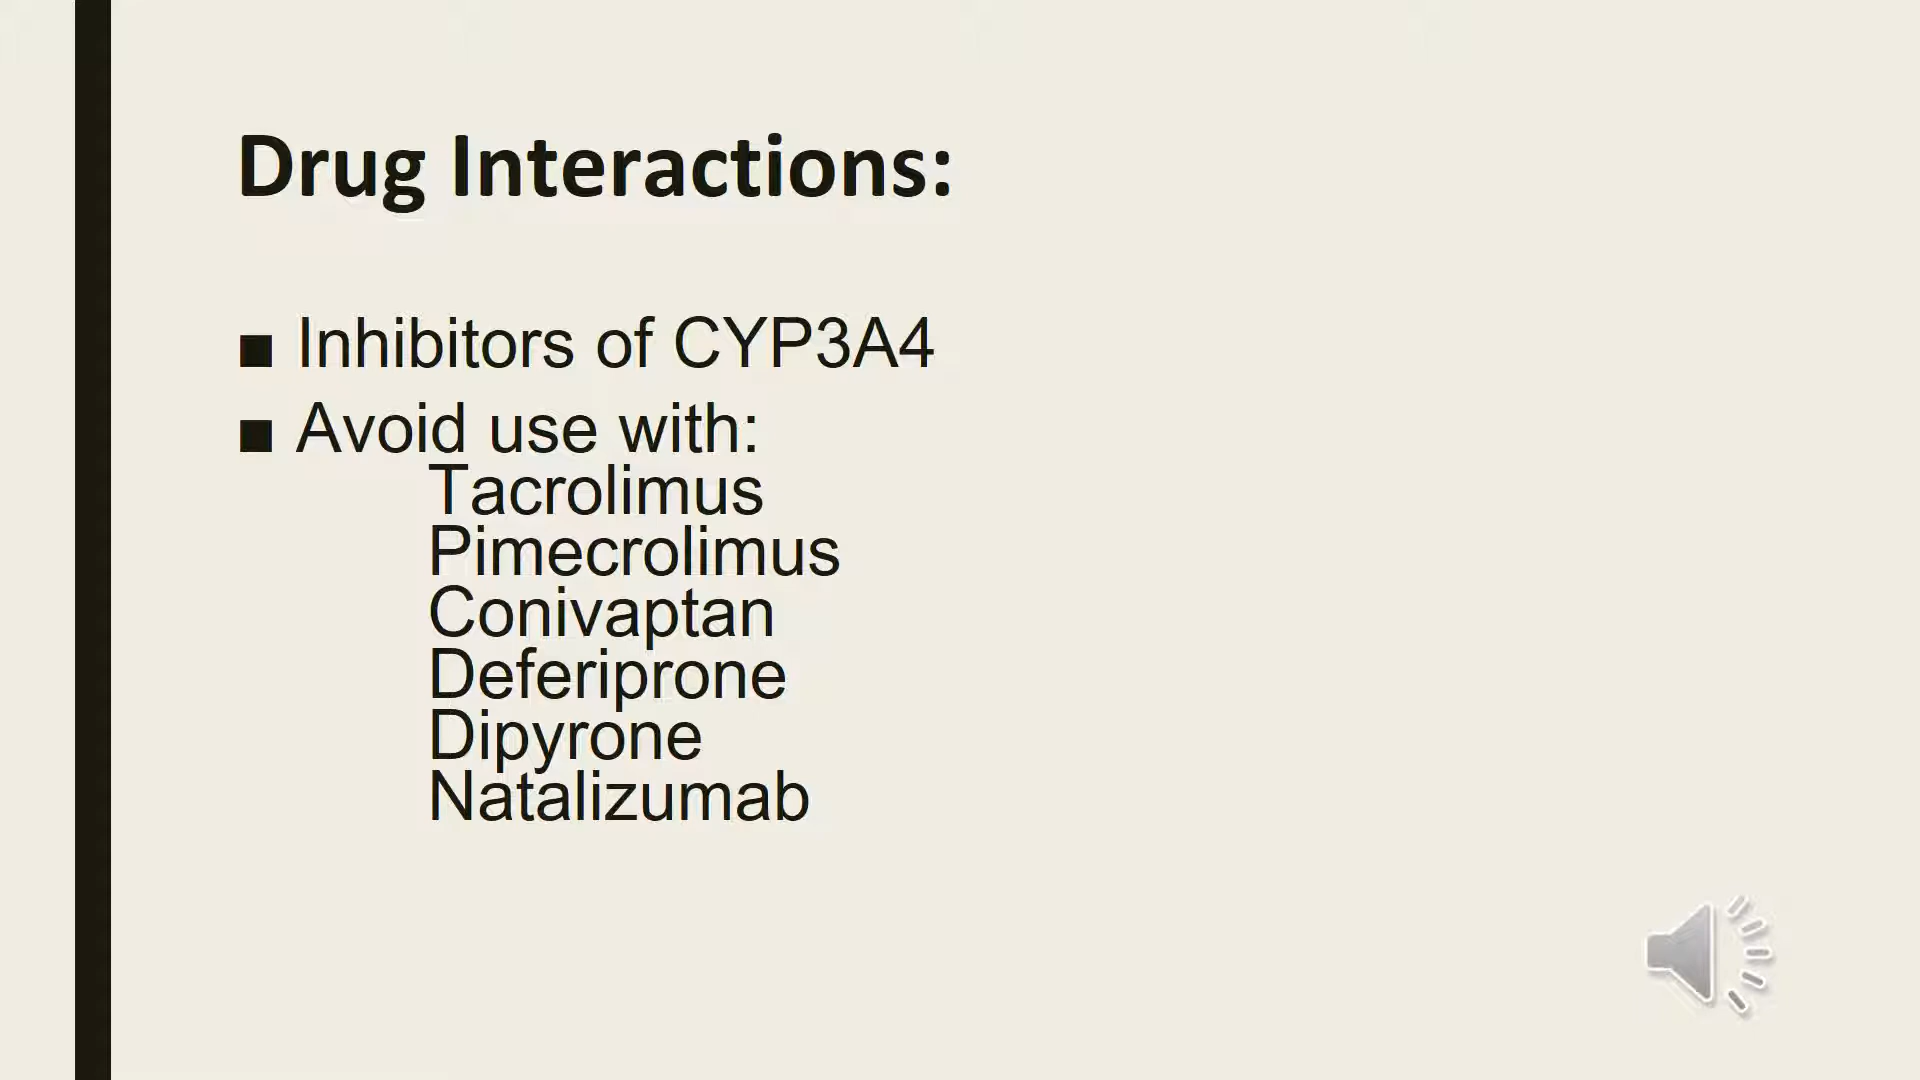 Drug Interactions:
■ Inhibitors of CYP3A4
■ Avoid use with:
Tacrolimus
Pimecrolimus
Conivaptan
Deferiprone
Dipyrone
Natalizumab